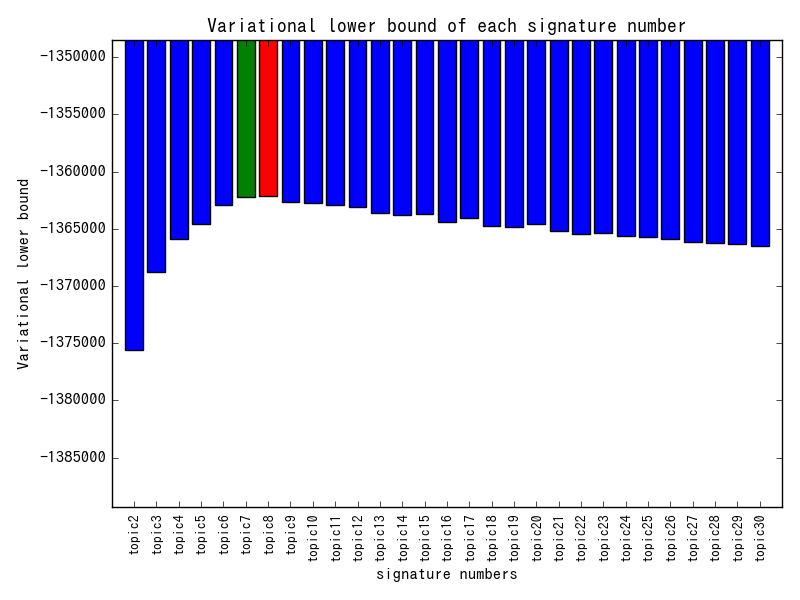 Variational lower bound of each signature number
Variational lower bound
-1350000
-1355000
-1360000
-1365000
-1370000
-1375000
-1380000
-1385000
topic2
topic3
topic4
topic5
topic6
topic7
topic8
topic9
topic10
topic11
topic12
topic13
topic14
topic15
topic16
topic17
topic18
topic19
topic20
topic21
topic22
topic23
topic24
topic25
topic26
topic27
topic28
topic29
topic30
signature numbers